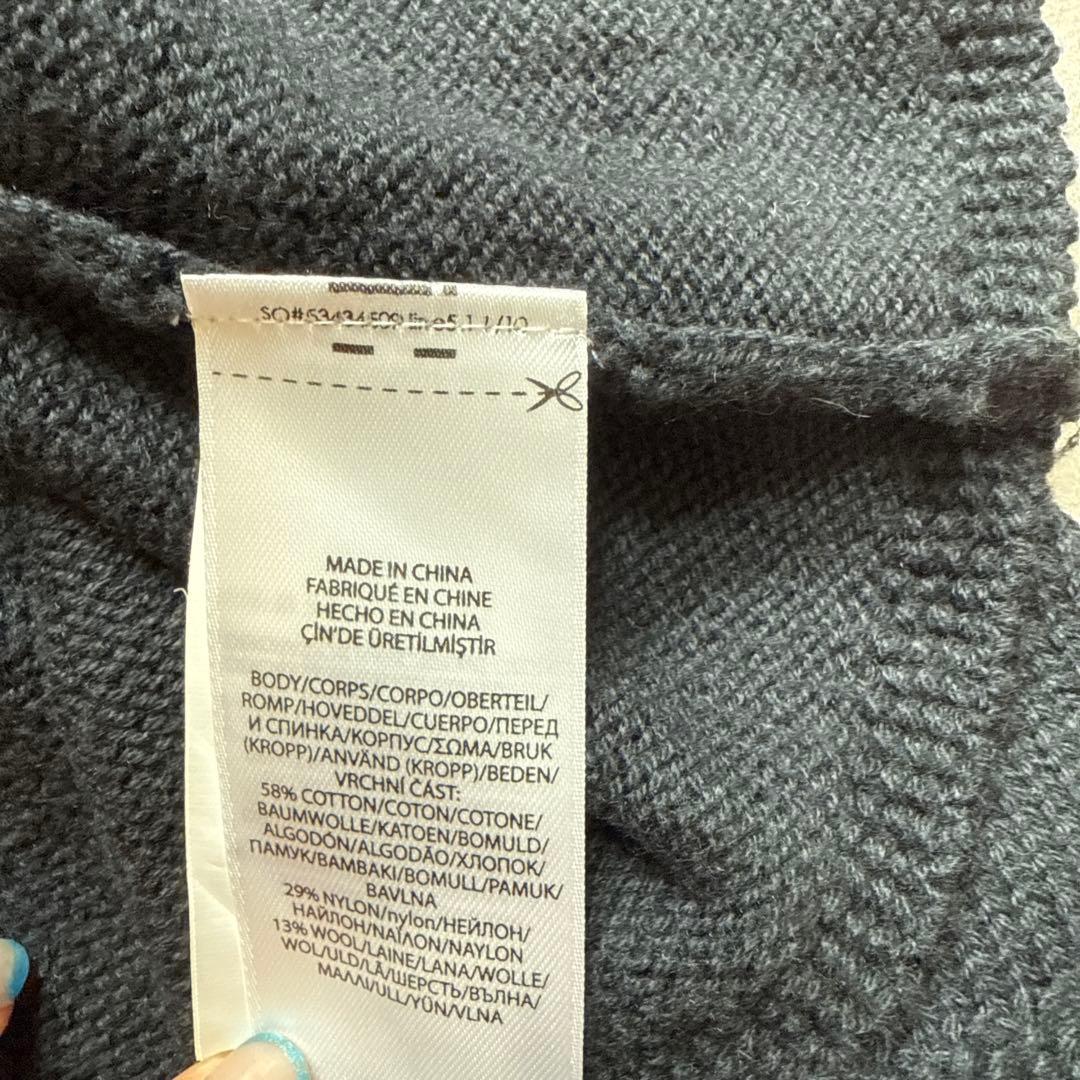 MADE IN CHINA
FABRIQUÉ EN CHINE
HECHO EN CHINA
ÇİN'DE ÜRETİLMİŞTİR
BODY/CORPS/CORPO/OBERTEIL/
ROMP/HOVEDDEL/CUERPO/ПЕРЕД
И СПИНКА/КОРПУС/ΣΩΜΑ/BRUK
(KROPP)/ANVÄND (KROPP)/BEDEN/
VRCHNÍ ČÁST:
58% COTTON/COTON/COTONE/
BAUMWOLLE/KATOEN/BOMULD/
ALGODÓN/ALGODÃO/ХЛОПОК/
ПАМУК/BAMBAKI/BOMULL/PAMUK/
BAVLNA
29% NYLON/nylon/НЕЙЛОН/
НАЙЛОН/ΝΑΪΛΟΝ/NAYLON
13% WOOL/LAINE/LANA/WOLLE/
WOL/ULD/LÃ/ШЕРСТЬ/ВЪЛНА/
ΜΑΛΛΙ/ULL/YÜN/VLNA